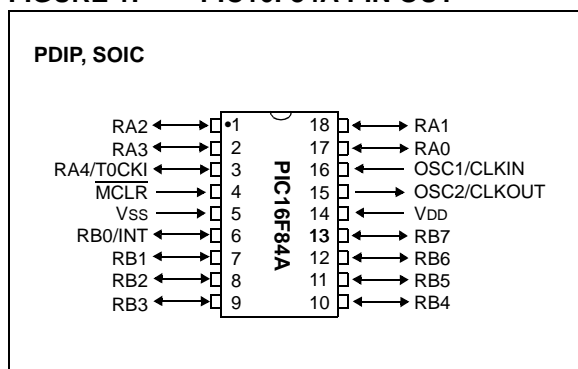 FIGURE 1: PIC16F84A PIN OUT
PDIP, SOIC
RA2 •1 18 RA1
RA3 2 17 RA0
RA4/T0CKI 3 16 OSC1/CLKIN
MCLR 4 15 OSC2/CLKOUT
VSS 5 14 VDD
RB0/INT 6 13 RB7
RB1 7 12 RB6
RB2 8 11 RB5
RB3 9 10 RB4
PIC16F84A